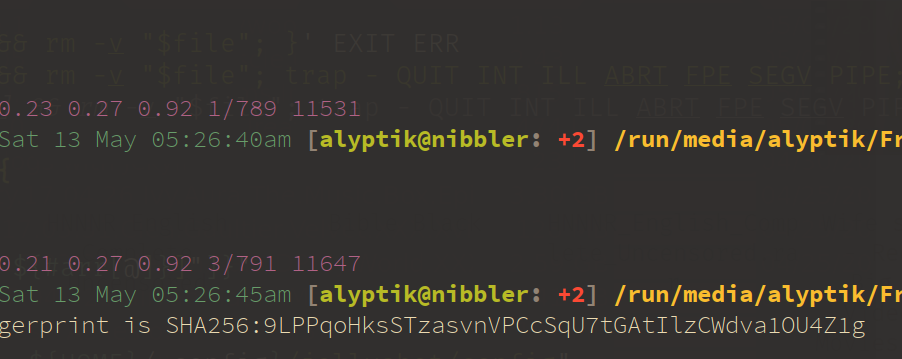 && rm -v "$file"; }' EXIT ERR
&& rm -v "$file"; trap - QUIT INT ILL ABRT FPE SEGV PIPE
0.23 0.27 0.92 1/789 11531
Sat 13 May 05:26:40am [alyptik@nibbler: +2] /run/media/alyptik/Fr
{
0.21 0.27 0.92 3/791 11647
Sat 13 May 05:26:45am [alyptik@nibbler: +2] /run/media/alyptik/Fr
gerprint is SHA256:9LPPqoHksSTzasvnVPCcSqU7tGAtIlzCWdva1OU4Z1g